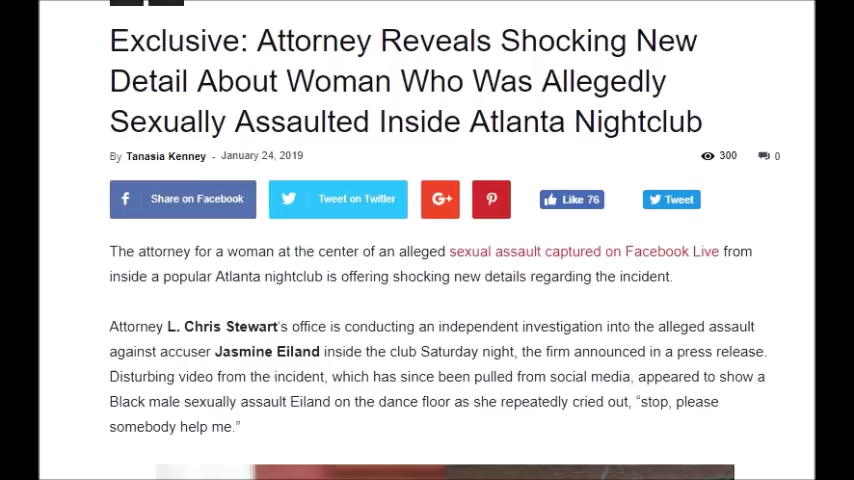 Exclusive: Attorney Reveals Shocking New
Detail About Woman Who Was Allegedly
Sexually Assaulted Inside Atlanta Nightclub
By Tanasia Kenney - January 24, 2019 300 0
Share on Facebook Tweet on Twitter G+ Like 76 Tweet
The attorney for a woman at the center of an alleged sexual assault captured on Facebook Live from
inside a popular Atlanta nightclub is offering shocking new details regarding the incident.
Attorney L. Chris Stewart's office is conducting an independent investigation into the alleged assault
against accuser Jasmine Eiland inside the club Saturday night, the firm announced in a press release.
Disturbing video from the incident, which has since been pulled from social media, appeared to show a
Black male sexually assault Eiland on the dance floor as she repeatedly cried out, “stop, please
somebody help me.”